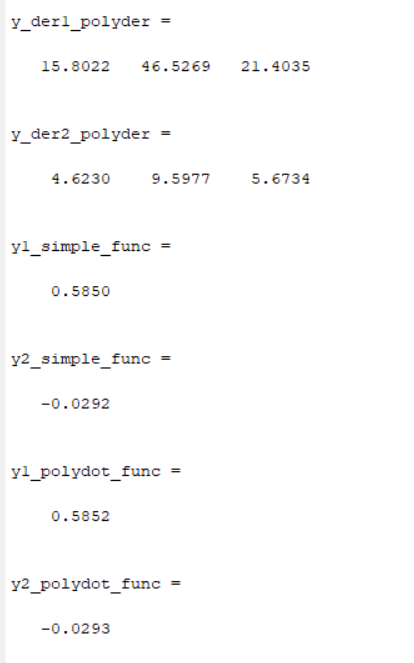 y_der1_polyder =
15.8022 46.5269 21.4035
y_der2_polyder =
4.6230 9.5977 5.6734
y1_simple_func =
0.5850
y2_simple_func =
-0.0292
y1_polydot_func =
0.5852
y2_polydot_func =
-0.0293